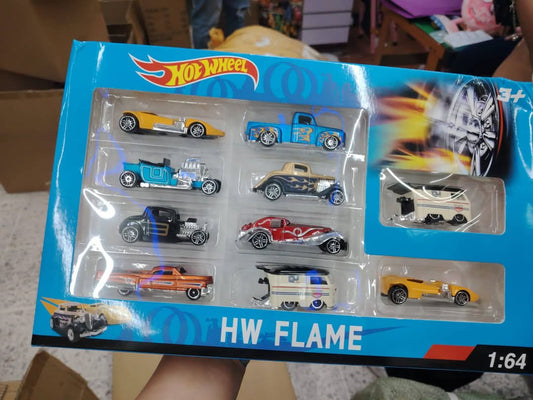 HOT WHEEL
3+
HW FLAME
1:64